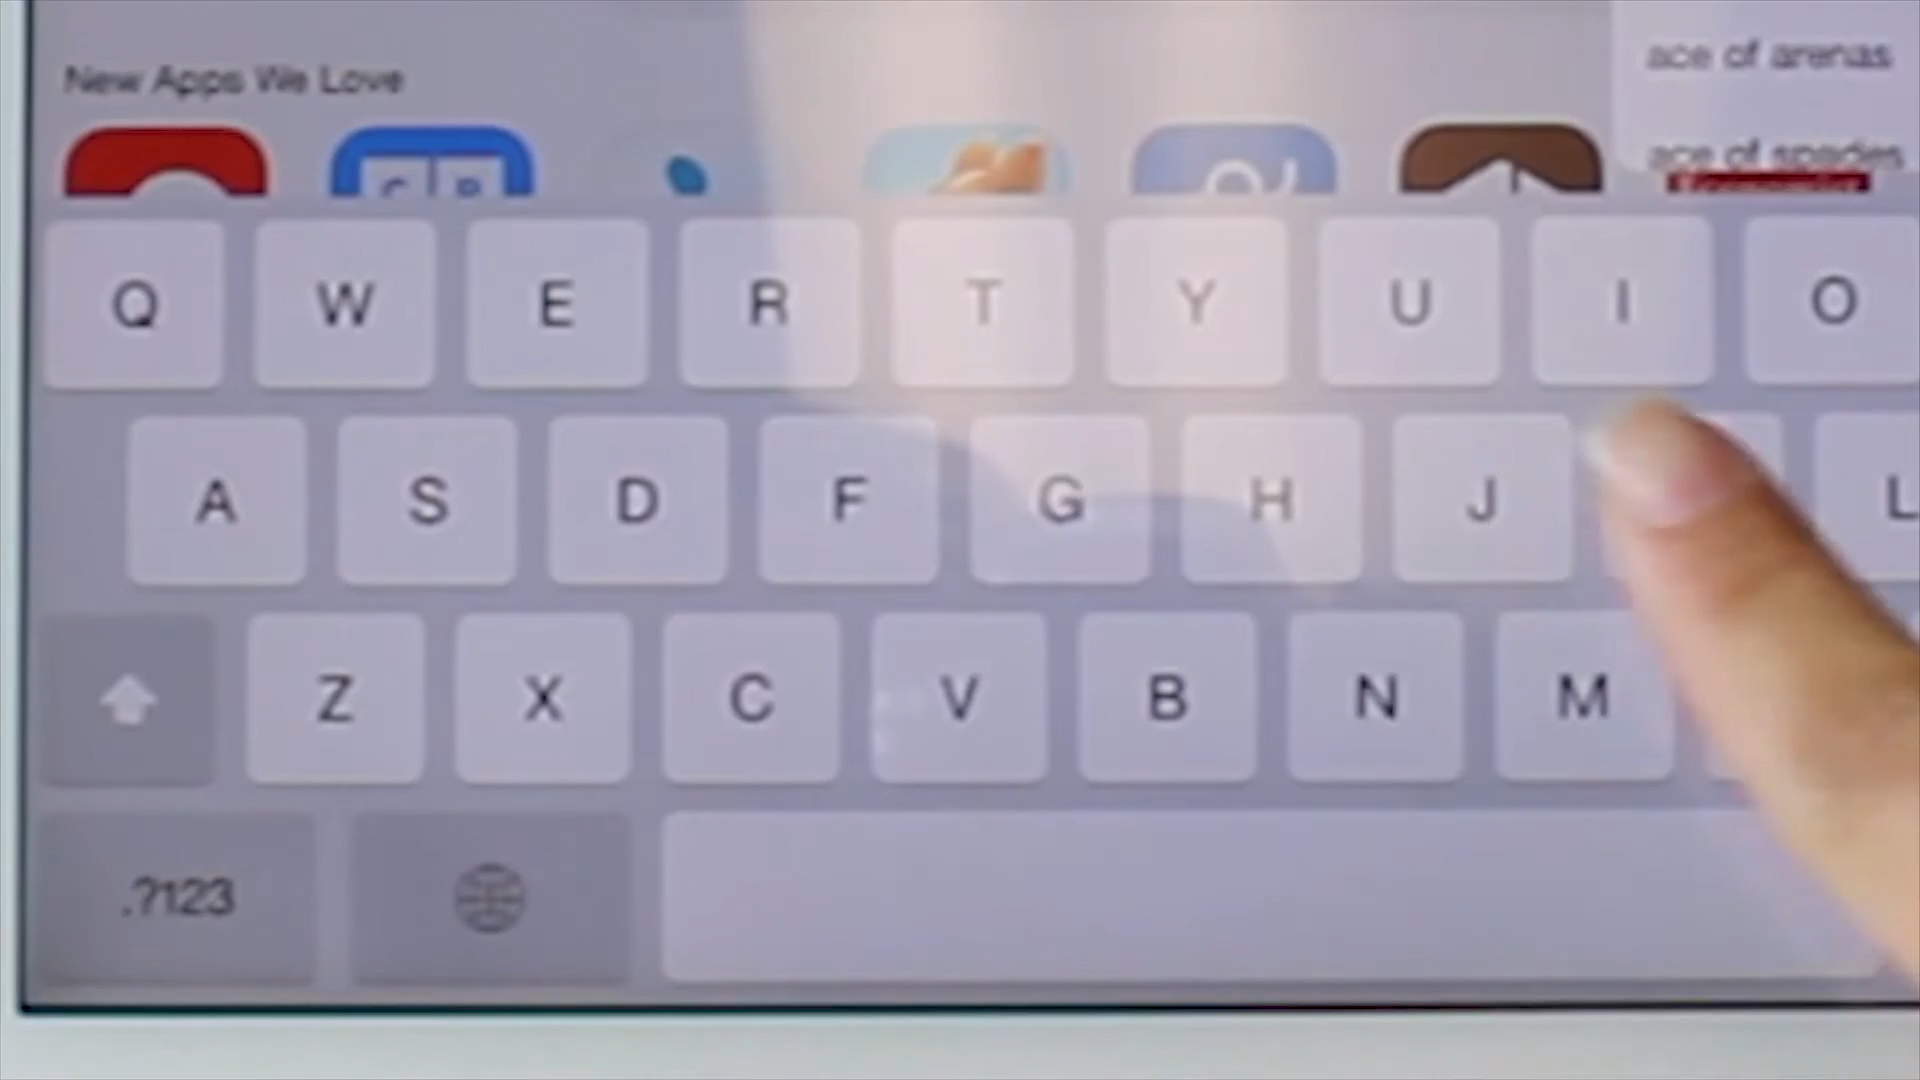 New Apps We Love
ace of arenas
ace of spades
Q W E R T Y U I O
A S D F G H J L
Z X C V B N M
.?123